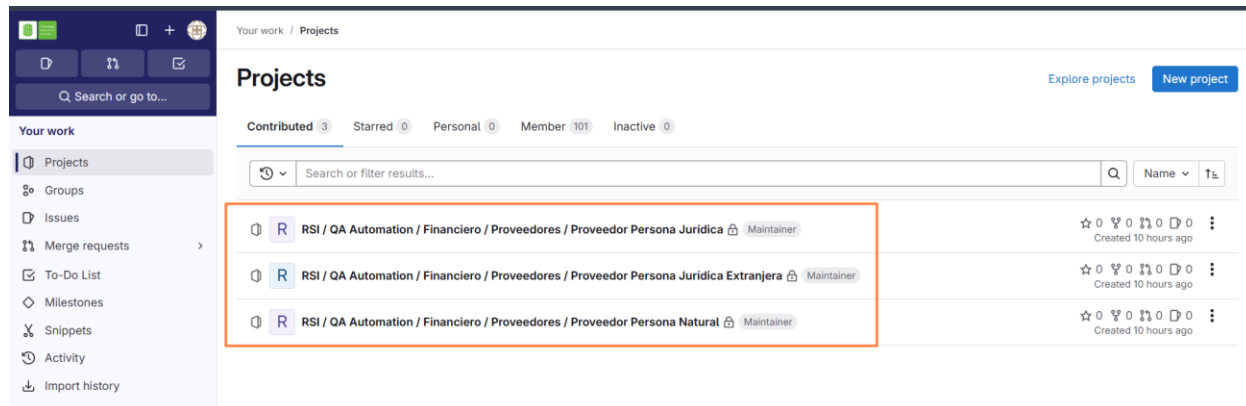 Your work / Projects
Search or go to...
Your work
Projects
Groups
Issues
Merge requests
To-Do List
Milestones
Snippets
Activity
Import history
Projects
Explore projects
New project
Contributed 3 Starred 0 Personal 0 Member 101 Inactive 0
Search or filter results...
Name
R RSI / QA Automation / Financiero / Proveedores / Proveedor Persona Jurídica Maintainer
0 0 0 0
Created 10 hours ago
R RSI / QA Automation / Financiero / Proveedores / Proveedor Persona Jurídica Extranjera Maintainer
0 0 0 0
Created 10 hours ago
R RSI / QA Automation / Financiero / Proveedores / Proveedor Persona Natural Maintainer
0 0 0 0
Created 10 hours ago